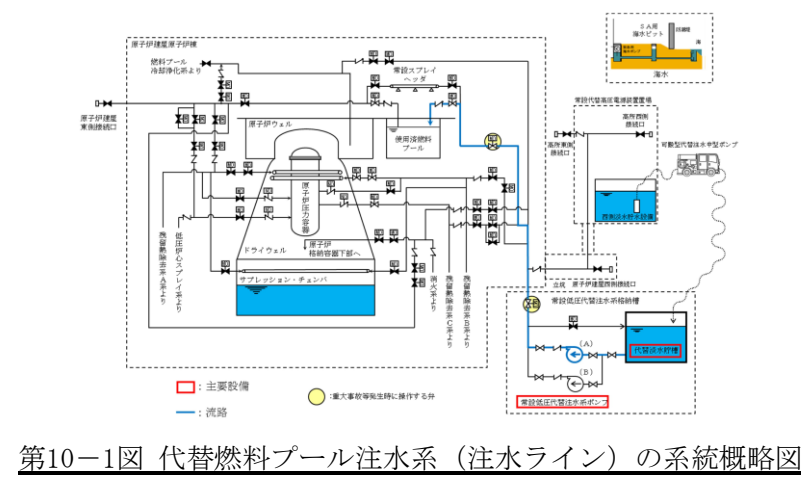 SA用
海水ピット
海水
原子炉建屋原子炉棟
燃料プール
冷却浄化系より
常設スプレイ
ヘッダ
原子炉建屋
東側接続口
原子炉ウェル
使用済燃料
プール
常設代替高圧電源装置置場
高所西側
接続口
高所東側
接続口
可搬型代替注水中型ポンプ
西側淡水貯水設備
原子炉圧力容器
ドライウェル
原子炉
格納容器下部へ
サプレッション・チェンバ
残留熱除去系A系より
低圧炉心スプレイ系より
消火系より
残留熱除去系C系より
残留熱除去系B系より
立坑
原子炉建屋西側接続口
常設低圧代替注水系格納槽
(A)
代替淡水貯槽
(B)
常設低圧代替注水系ポンプ
:主要設備
:流路
:重大事故等発生時に操作する弁
第10-1図 代替燃料プール注水系(注水ライン)の系統概略図